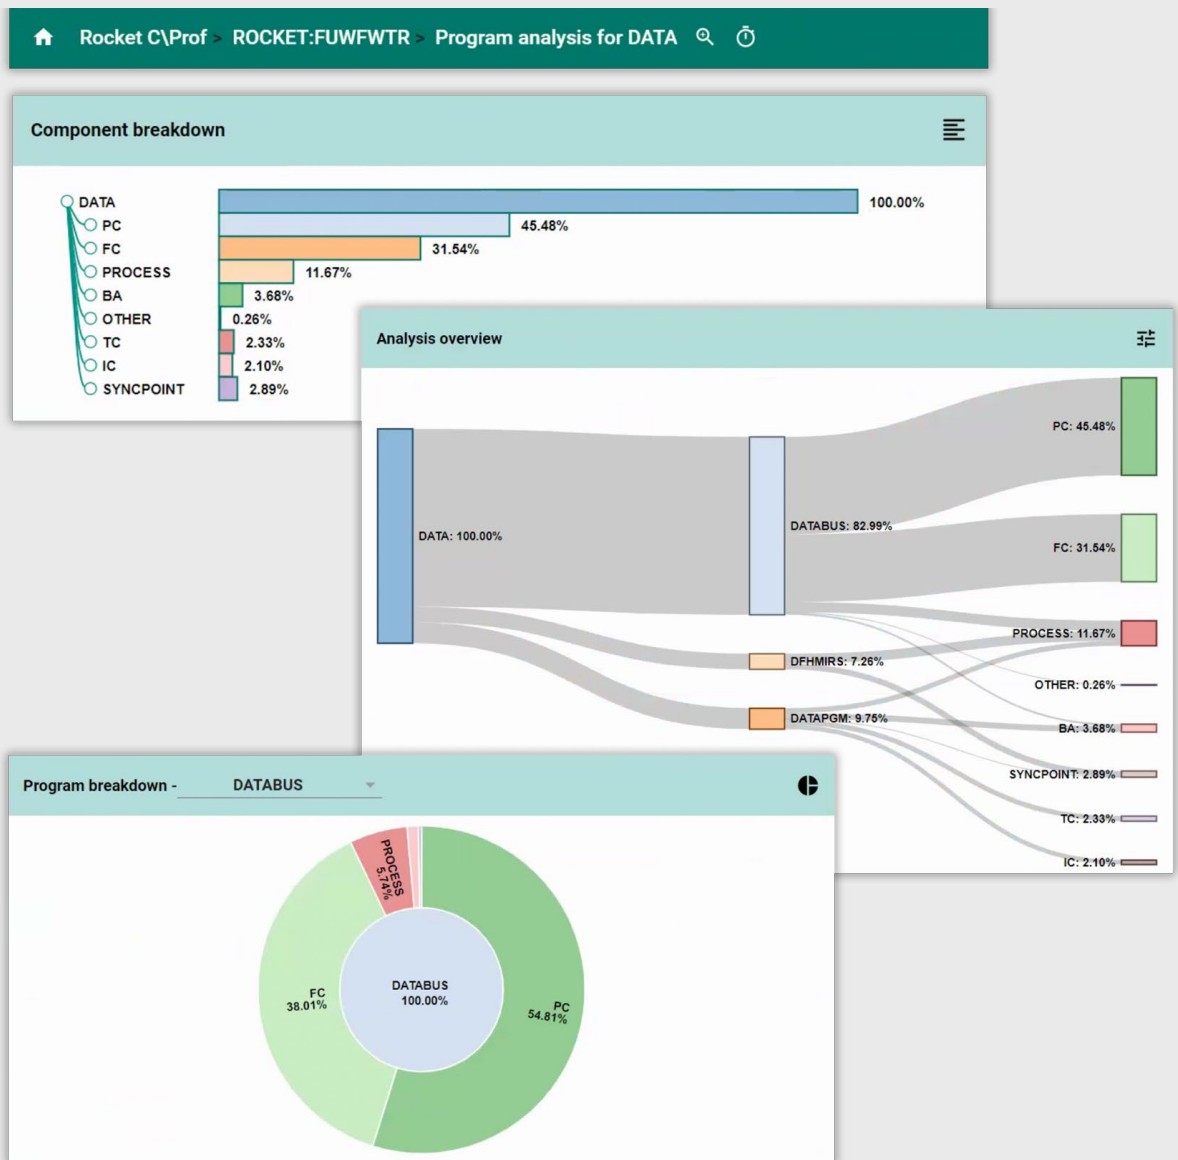 Rocket C\Prof > ROCKET:FUWFWTR > Program analysis for DATA
Component breakdown
DATA 100.00%
PC 45.48%
FC 31.54%
PROCESS 11.67%
BA 3.68%
OTHER 0.26%
TC 2.33%
IC 2.10%
SYNCPOINT 2.89%
Analysis overview
DATA: 100.00%
DATABUS: 82.99%
DFHMIRS: 7.26%
DATAPGM: 9.75%
PC: 45.48%
FC: 31.54%
PROCESS: 11.67%
OTHER: 0.26%
BA: 3.68%
SYNCPOINT: 2.89%
TC: 2.33%
IC: 2.10%
Program breakdown - DATABUS
PROCESS
5.74%
FC
38.01%
DATABUS
100.00%
PC
54.81%